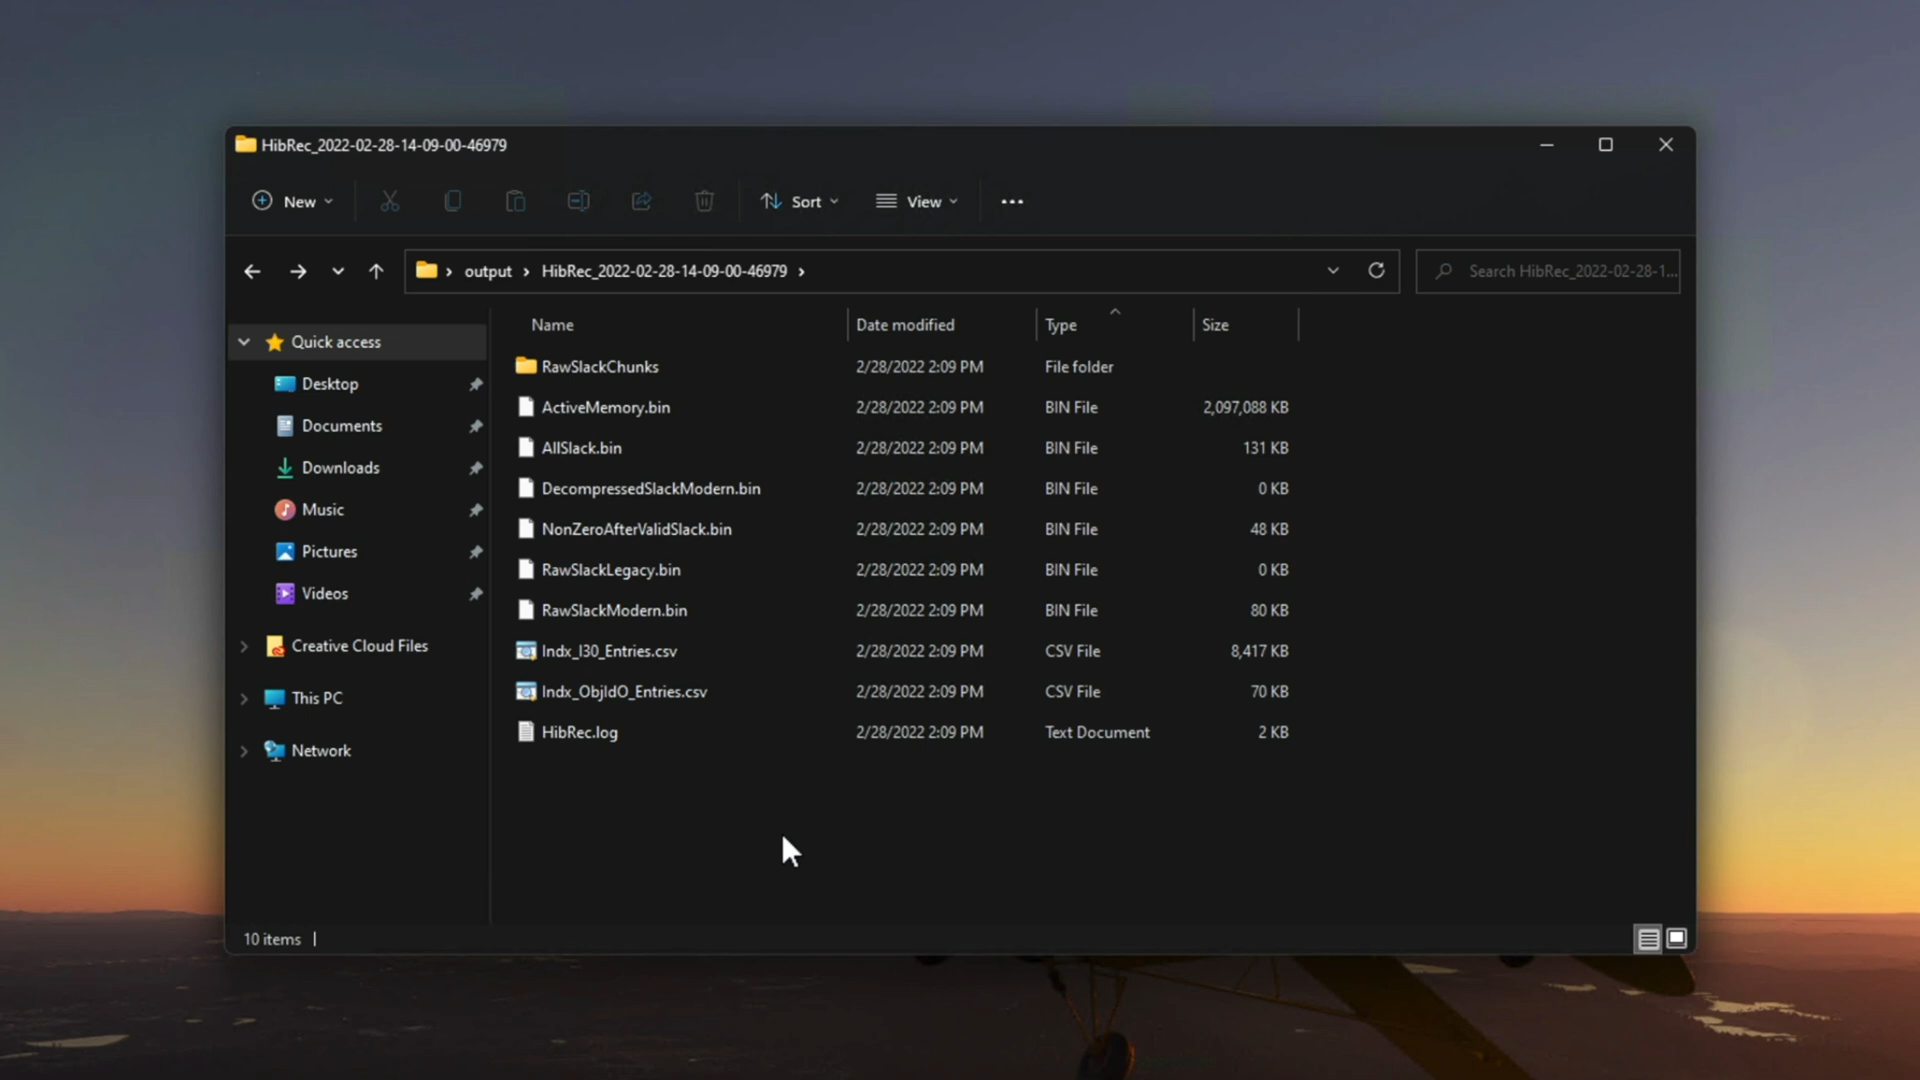 HibRec_2022-02-28-14-09-00-46979
New Sort View
output HibRec_2022-02-28-14-09-00-46979 Search HibRec_2022-02-28-1...
Name Date modified Type Size
Quick access
Desktop
Documents
Downloads
Music
Pictures
Videos
Creative Cloud Files
This PC
Network
RawSlackChunks 2/28/2022 2:09 PM File folder
ActiveMemory.bin 2/28/2022 2:09 PM BIN File 2,097,088 KB
AllSlack.bin 2/28/2022 2:09 PM BIN File 131 KB
DecompressedSlackModern.bin 2/28/2022 2:09 PM BIN File 0 KB
NonZeroAfterValidSlack.bin 2/28/2022 2:09 PM BIN File 48 KB
RawSlackLegacy.bin 2/28/2022 2:09 PM BIN File 0 KB
RawSlackModern.bin 2/28/2022 2:09 PM BIN File 80 KB
Indx_I30_Entries.csv 2/28/2022 2:09 PM CSV File 8,417 KB
Indx_ObjIdO_Entries.csv 2/28/2022 2:09 PM CSV File 70 KB
HibRec.log 2/28/2022 2:09 PM Text Document 2 KB
10 items